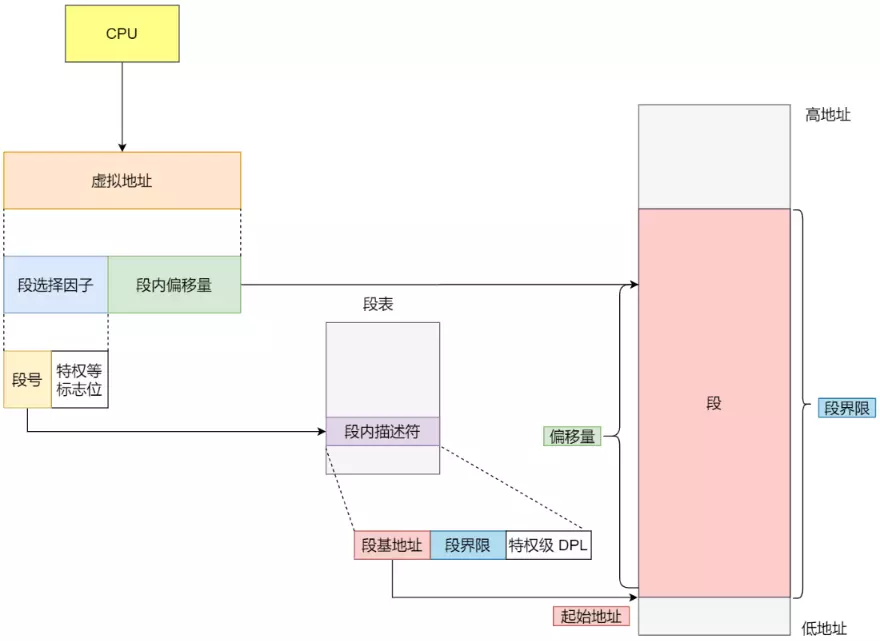 CPU
高地址
虚拟地址
段选择因子
段内偏移量
段表
段号
特权等
标志位
段
段界限
段内描述符
偏移量
段基地址
段界限
特权级 DPL
起始地址
低地址